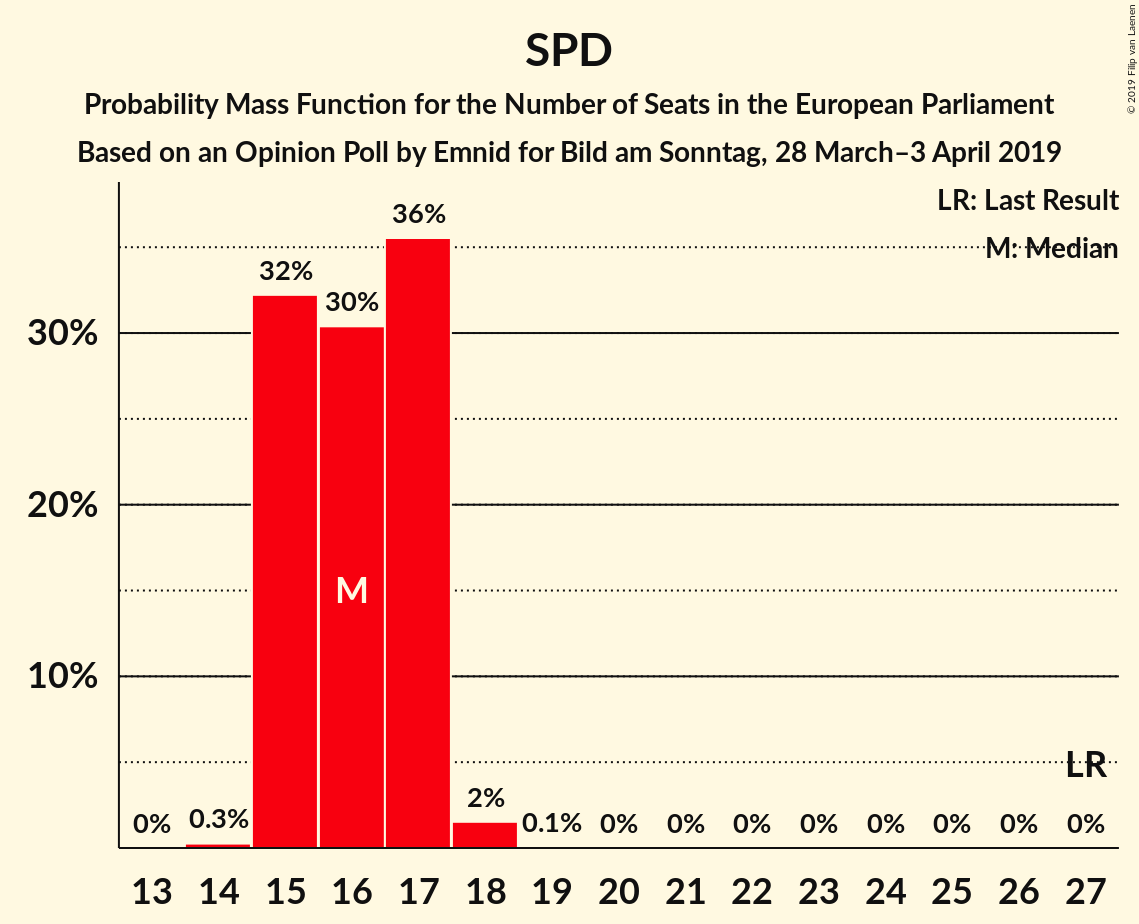 SPD
Probability Mass Function for the Number of Seats in the European Parliament
Based on an Opinion Poll by Emnid for Bild am Sonntag, 28 March–3 April 2019
© 2019 Filip van Laenen
LR: Last Result
M: Median
36%
32%
30%
30%
20%
M
10%
LR
0% 0.3% 2% 0.1% 0% 0% 0% 0% 0% 0% 0% 0%
13 14 15 16 17 18 19 20 21 22 23 24 25 26 27